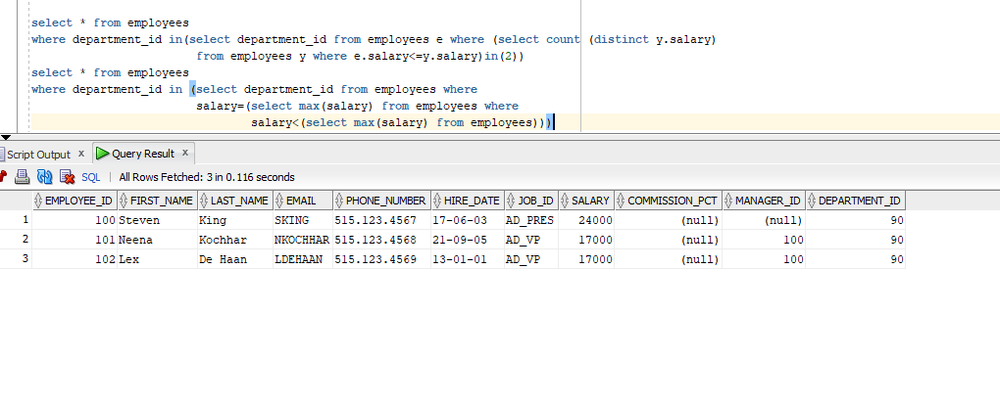 select * from employees
where department_id in(select department_id from employees e where (select count (distinct y.salary)
from employees y where e.salary<=y.salary)in(2))
select * from employees
where department_id in (select department_id from employees where
salary=(select max(salary) from employees where
salary<(select max(salary) from employees)))
Script Output x Query Result x
SQL | All Rows Fetched: 3 in 0.116 seconds
EMPLOYEE_ID FIRST_NAME LAST_NAME EMAIL PHONE_NUMBER HIRE_DATE JOB_ID SALARY COMMISSION_PCT MANAGER_ID DEPARTMENT_ID
1 100 Steven King SKING 515.123.4567 17-06-03 AD_PRES 24000 (null) (null) 90
2 101 Neena Kochhar NKOCHHAR 515.123.4568 21-09-05 AD_VP 17000 (null) 100 90
3 102 Lex De Haan LDEHAAN 515.123.4569 13-01-01 AD_VP 17000 (null) 100 90